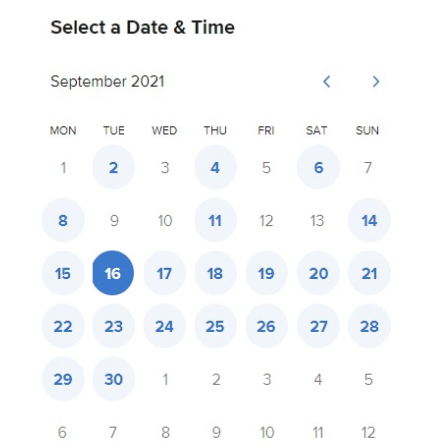 Select a Date & Time
September 2021
MON TUE WED THU FRI SAT SUN
1 2 3 4 5 6 7
8 9 10 11 12 13 14
15 16 17 18 19 20 21
22 23 24 25 26 27 28
29 30 1 2 3 4 5
6 7 8 9 10 11 12